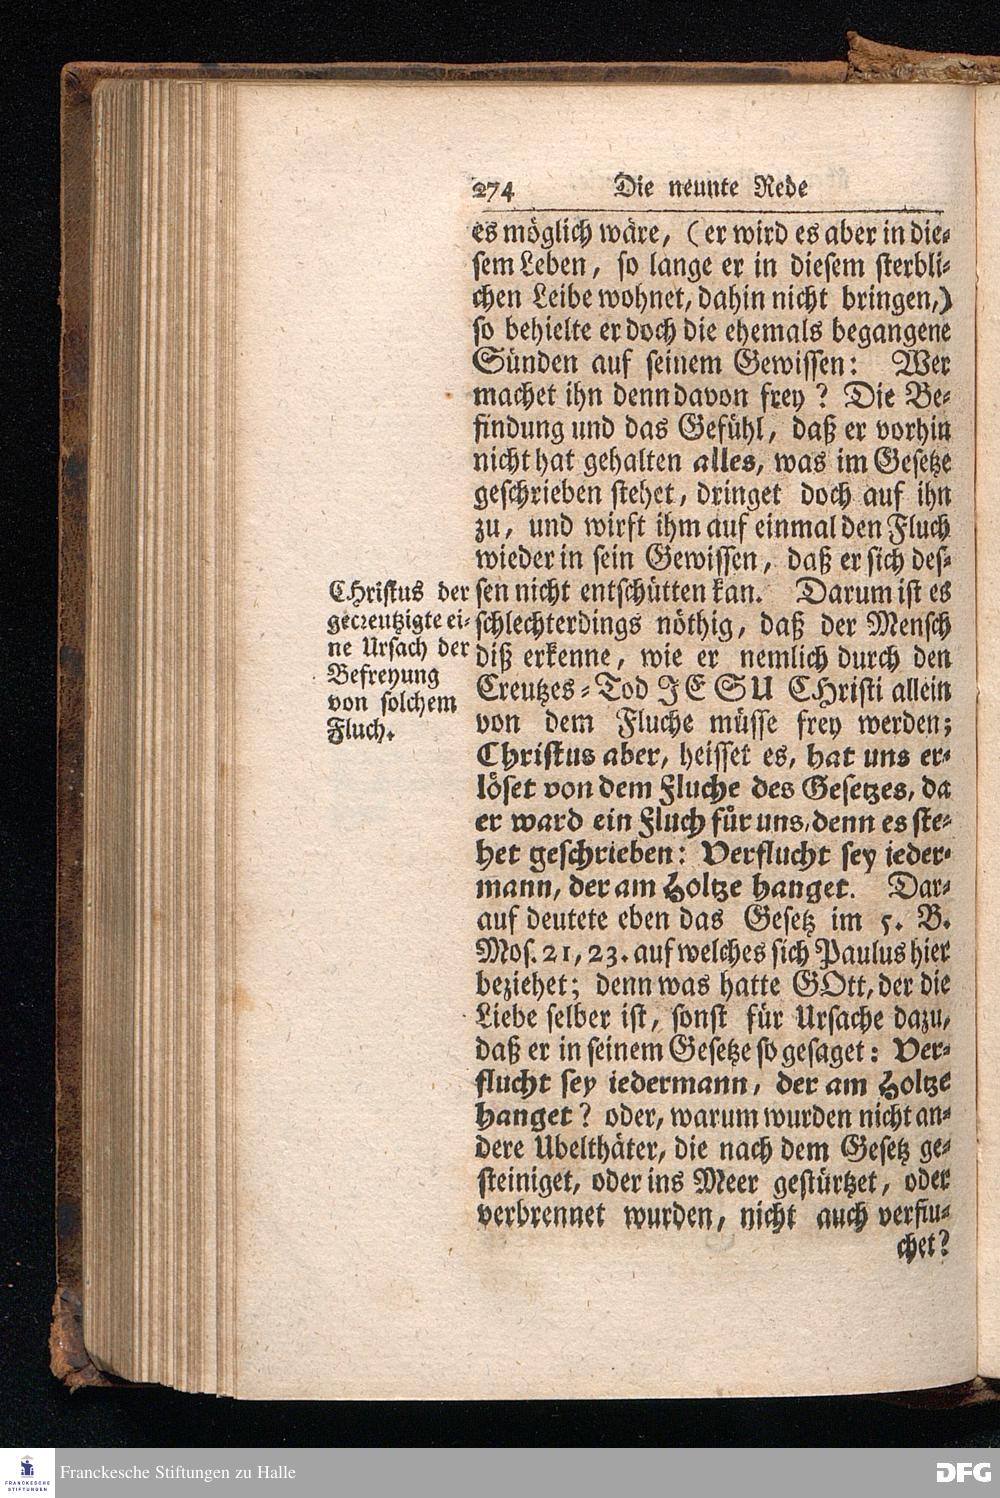 274 Die neunte Rede
es möglich wäre, (er wird es aber in die-
sem Leben, so lange er in diesem sterbli-
chen Leibe wohnet, dahin nicht bringen,)
so behielte er doch die ehemals begangene
Sünden auf seinem Gewissen: Wer
machet ihn denn davon frey? Die Be-
findung und das Gefühl, daß er vorhin
nicht hat gehalten alles, was im Gesetze
geschrieben stehet, dringet doch auf ihn
zu, und wirft ihm auf einmal den Fluch
wieder in sein Gewissen, daß er sich des-
sen nicht entschütten kan. Darum ist es
schlechterdings nöthig, daß der Mensch
diß erkenne, wie er nemlich durch den
Creutzes-Tod JESU CHristi allein
von dem Fluche müsse frey werden;
Christus aber, heisset es, hat uns er-
löset von dem Fluche des Gesetzes, da
er ward ein Fluch für uns, denn es ste-
het geschrieben: Verflucht sey ieder-
mann, der am Holtze hanget. Dar-
auf deutete eben das Gesetz im 5. B.
Mos. 21, 23. auf welches sich Paulus hier
beziehet; denn was hatte GOtt, der die
Liebe selber ist, sonst für Ursache dazu,
daß er in seinem Gesetze so gesaget: Ver-
flucht sey iedermann, der am Holtze
hanget? oder, warum wurden nicht an-
dere Ubelthäter, die nach dem Gesetz ge-
steiniget, oder ins Meer gestürtzet, oder
verbrennet wurden, nicht auch verflu-
chet?
CHristus der
gecreutzigte ei-
ne Ursach der
Befreyung
von solchem
Fluch.
FRANCKESCHE
STIFTUNGEN
Franckesche Stiftungen zu Halle
DFG